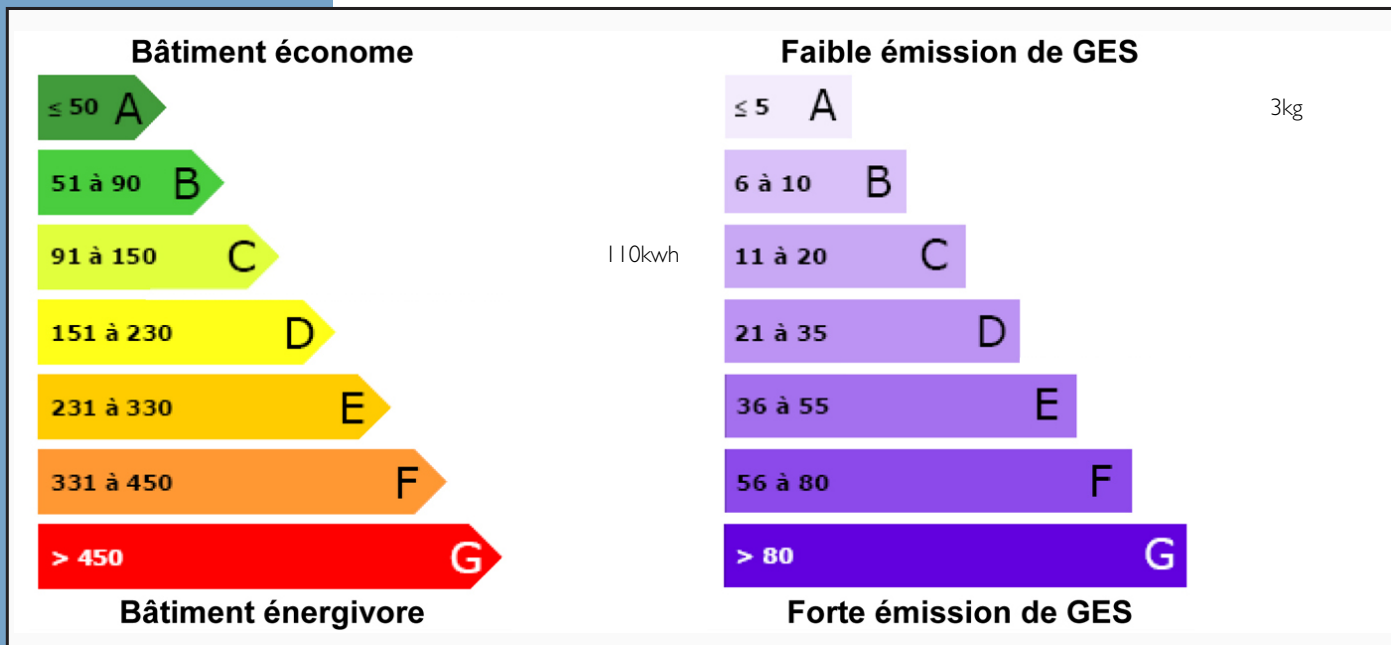 Bâtiment économe
≤ 50 A
51 à 90 B
91 à 150 C
110kwh
151 à 230 D
231 à 330 E
331 à 450 F
> 450 G
Bâtiment énergivore
Faible émission de GES
≤ 5 A
3kg
6 à 10 B
11 à 20 C
21 à 35 D
36 à 55 E
56 à 80 F
> 80 G
Forte émission de GES